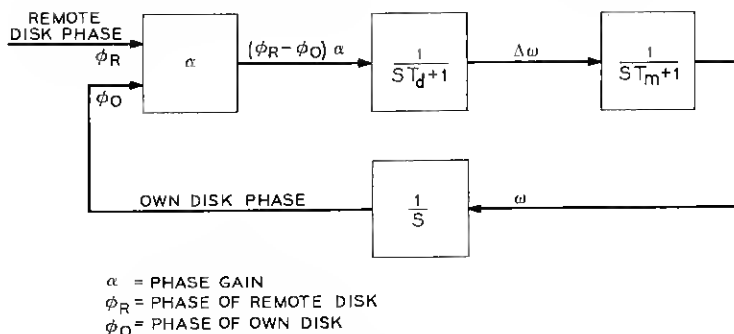 REMOTE
DISK PHASE
ϕR
ϕO
α
(ϕR−ϕO) α
1
STd+1
Δω
1
STm+1
OWN DISK PHASE
1
S
ω
α = PHASE GAIN
ϕR = PHASE OF REMOTE DISK
ϕO = PHASE OF OWN DISK